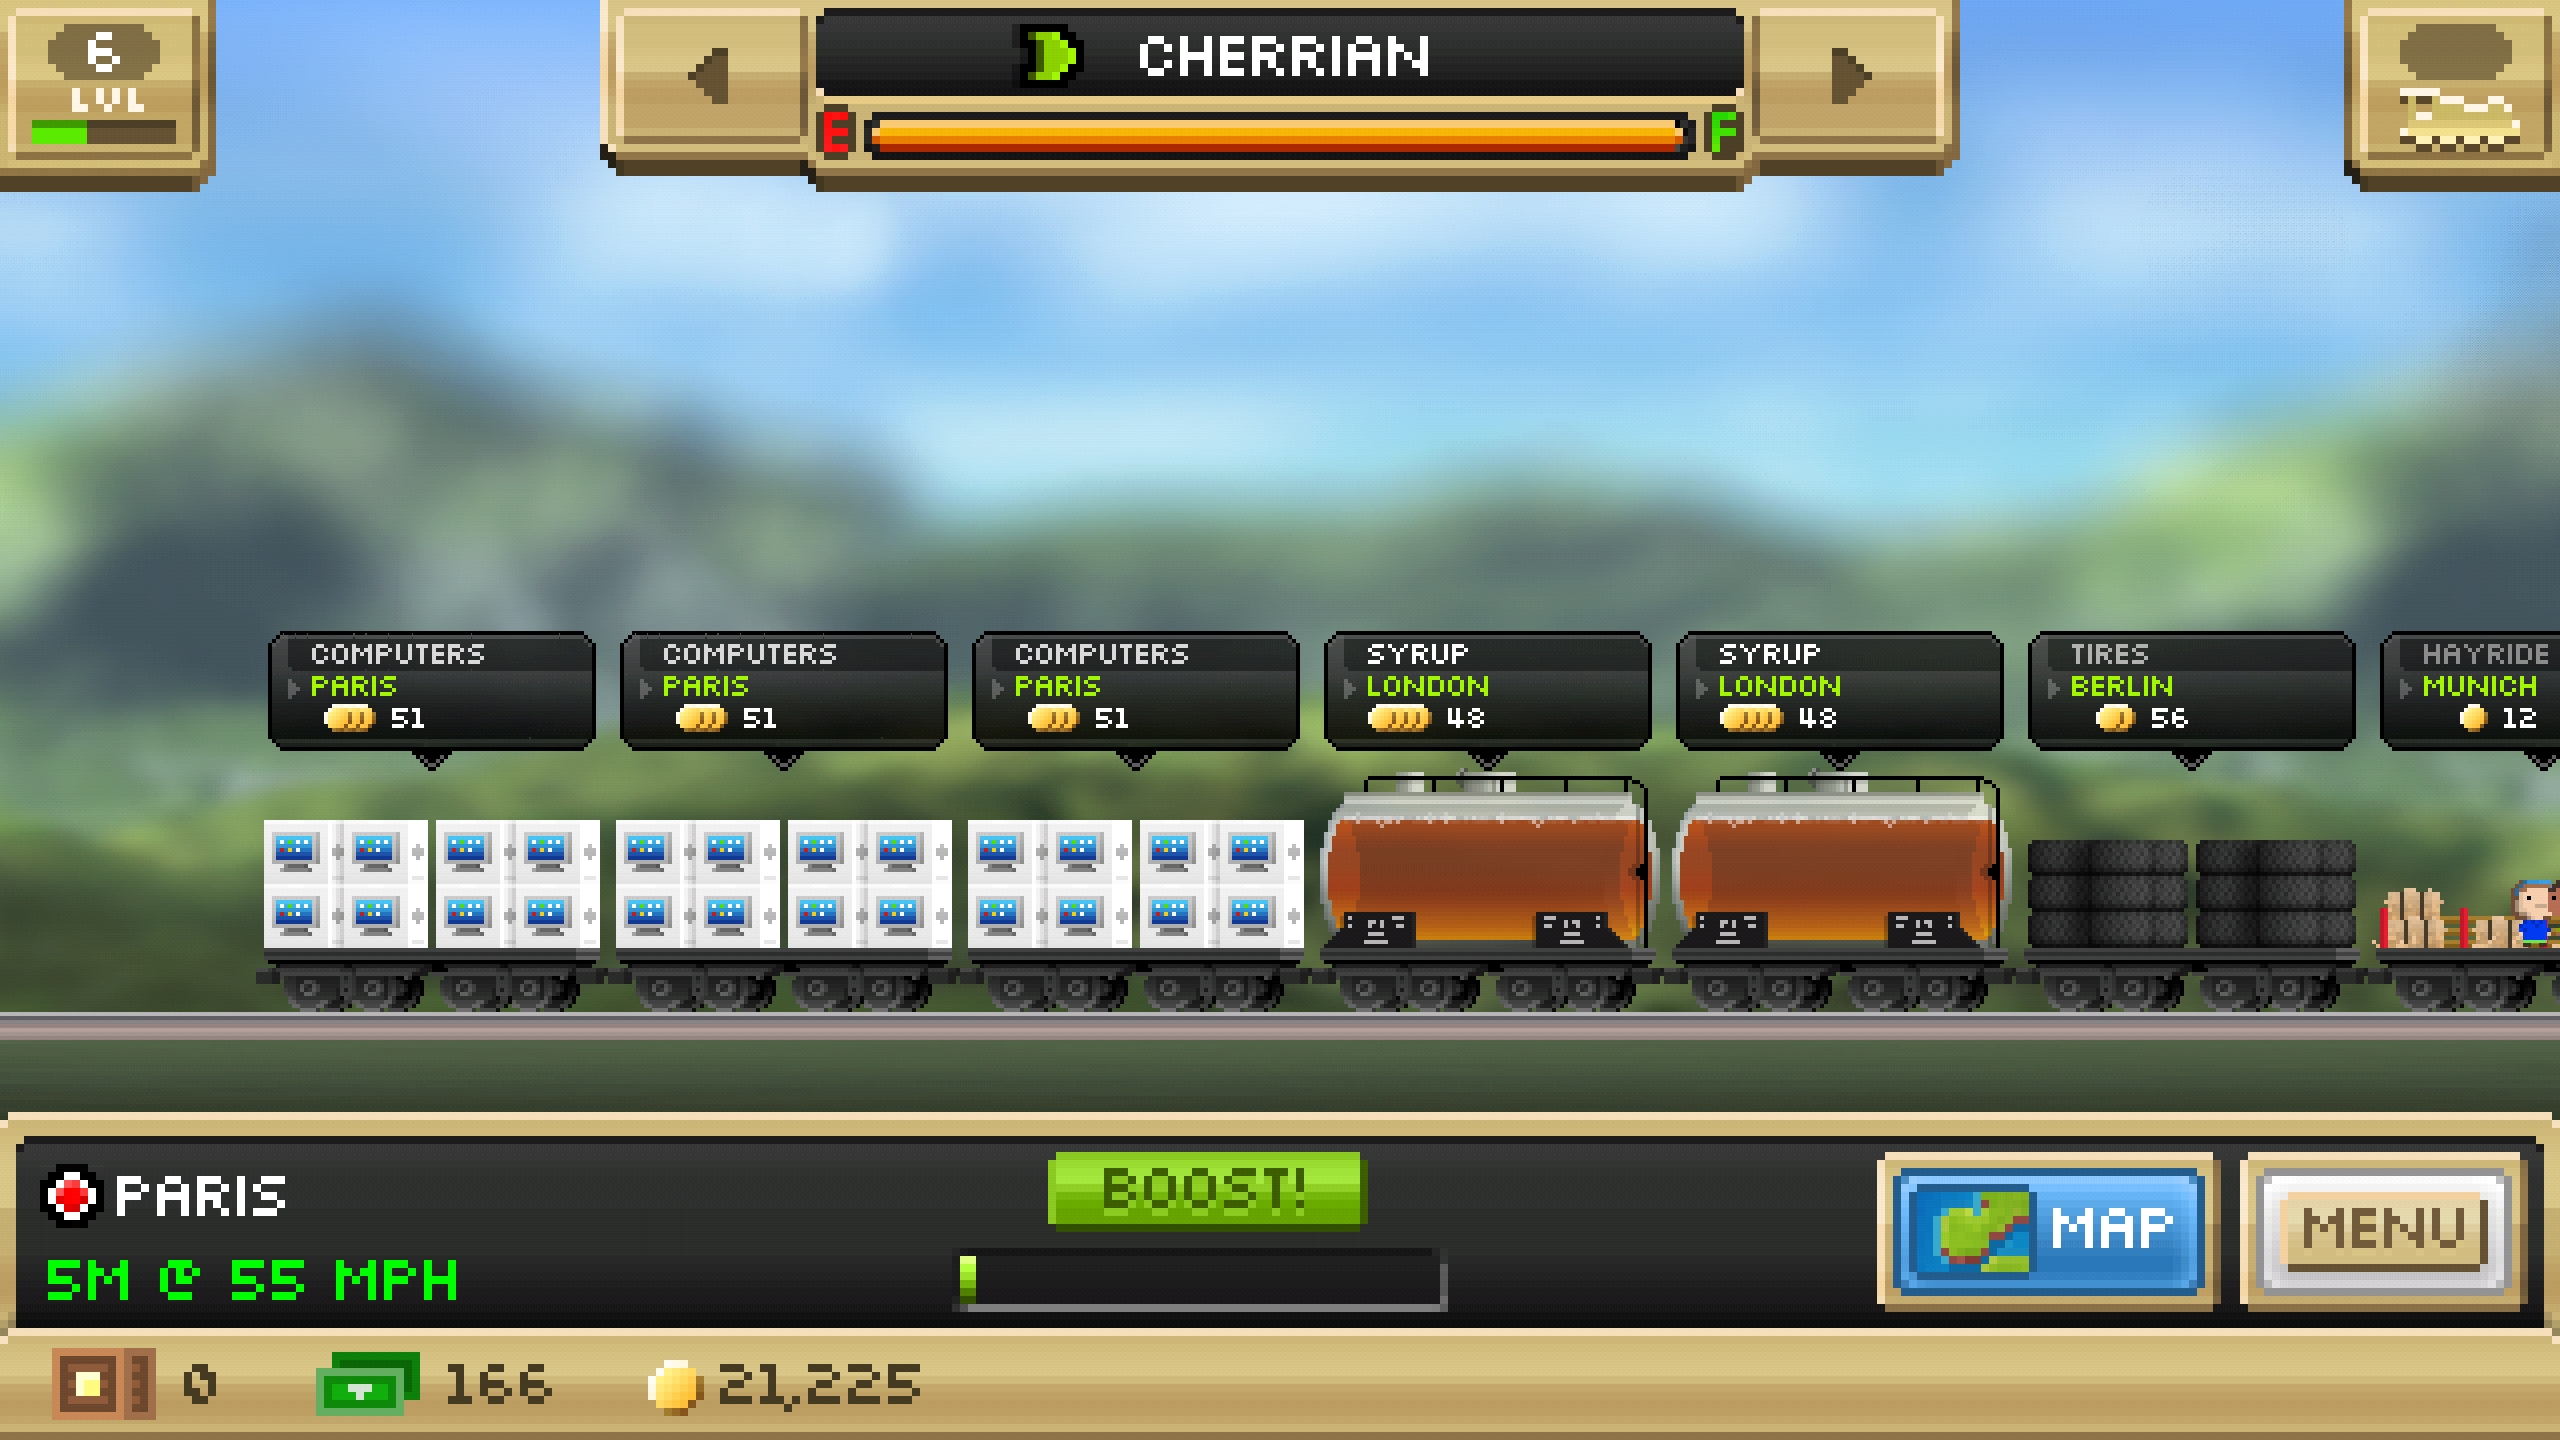 6
LVL
CHERRIAN
E
F
COMPUTERS
PARIS
51
COMPUTERS
PARIS
51
COMPUTERS
PARIS
51
SYRUP
LONDON
48
SYRUP
LONDON
48
TIRES
BERLIN
56
HAYRIDE
MUNICH
12
PARIS
5M @ 55 MPH
BOOST!
MAP
MENU
0
166
21,225